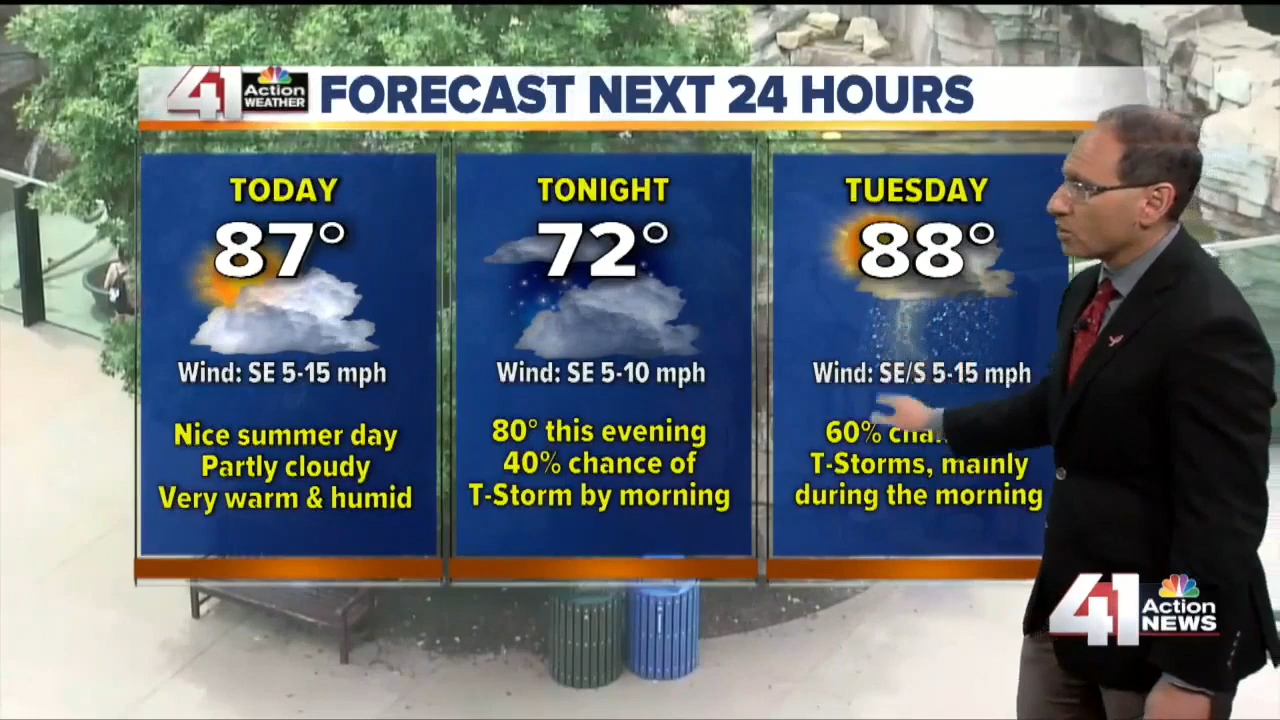 41 Action WEATHER FORECAST NEXT 24 HOURS
TODAY
87°
Wind: SE 5-15 mph
Nice summer day
Partly cloudy
Very warm & humid
TONIGHT
72°
Wind: SE 5-10 mph
80° this evening
40% chance of
T-Storm by morning
TUESDAY
88°
Wind: SE/S 5-15 mph
60%
T-Storms, mainly
during the morning
41 Action NEWS